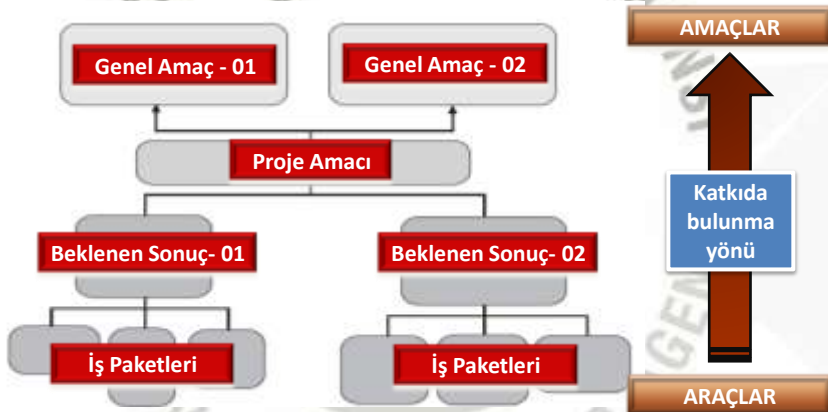 AMAÇLAR
Genel Amaç - 01
Genel Amaç - 02
Proje Amacı
Katkıda
bulunma
yönü
Beklenen Sonuç- 01
Beklenen Sonuç- 02
İş Paketleri
İş Paketleri
ARAÇLAR